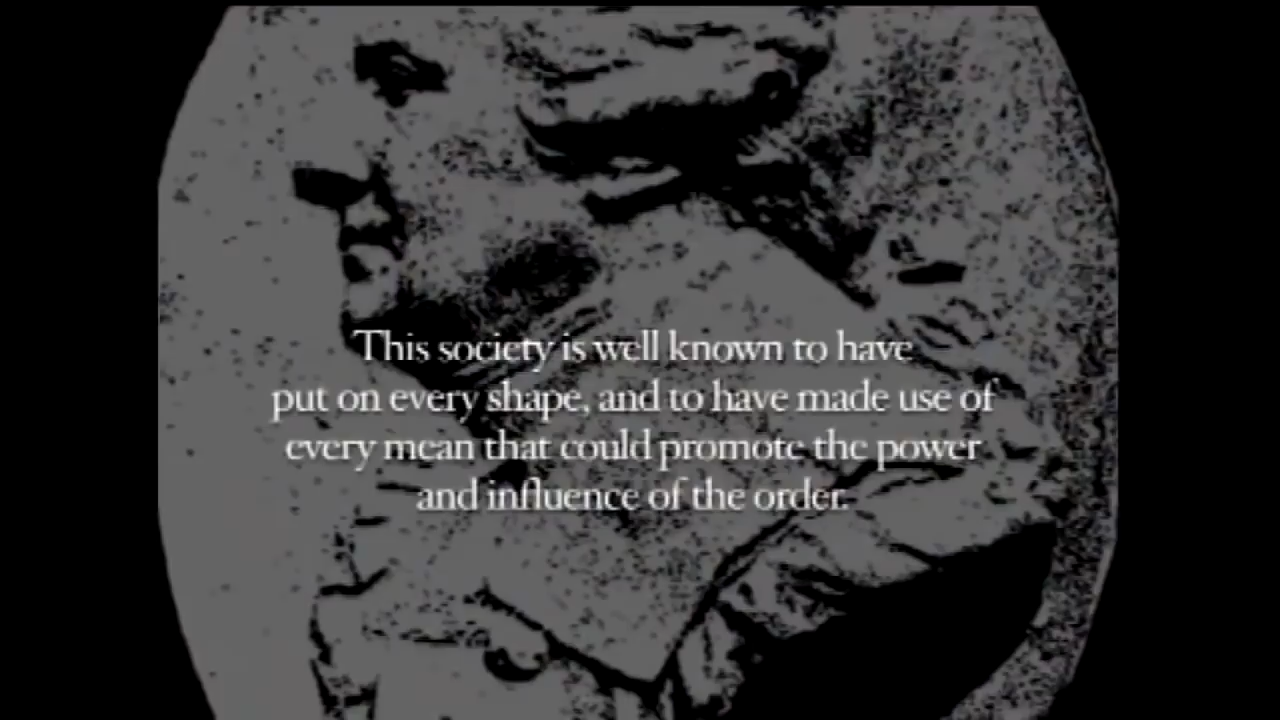 This society is well known to have
put on every shape, and to have made use of
every mean that could promote the power
and influence of the order.